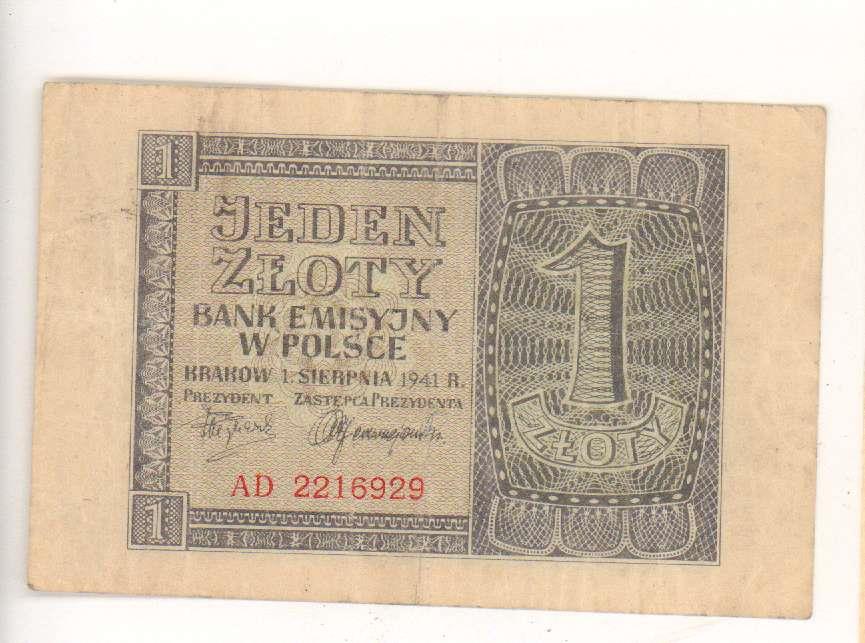 1
JEDEN
ZŁOTY
BANK EMISYJNY
W POLSCE
KRAKÓW 1. SIERPNIA 1941 R.
PREZYDENT ZASTĘPCA PREZYDENTA
AD 2216929
1
1
ZŁOTY